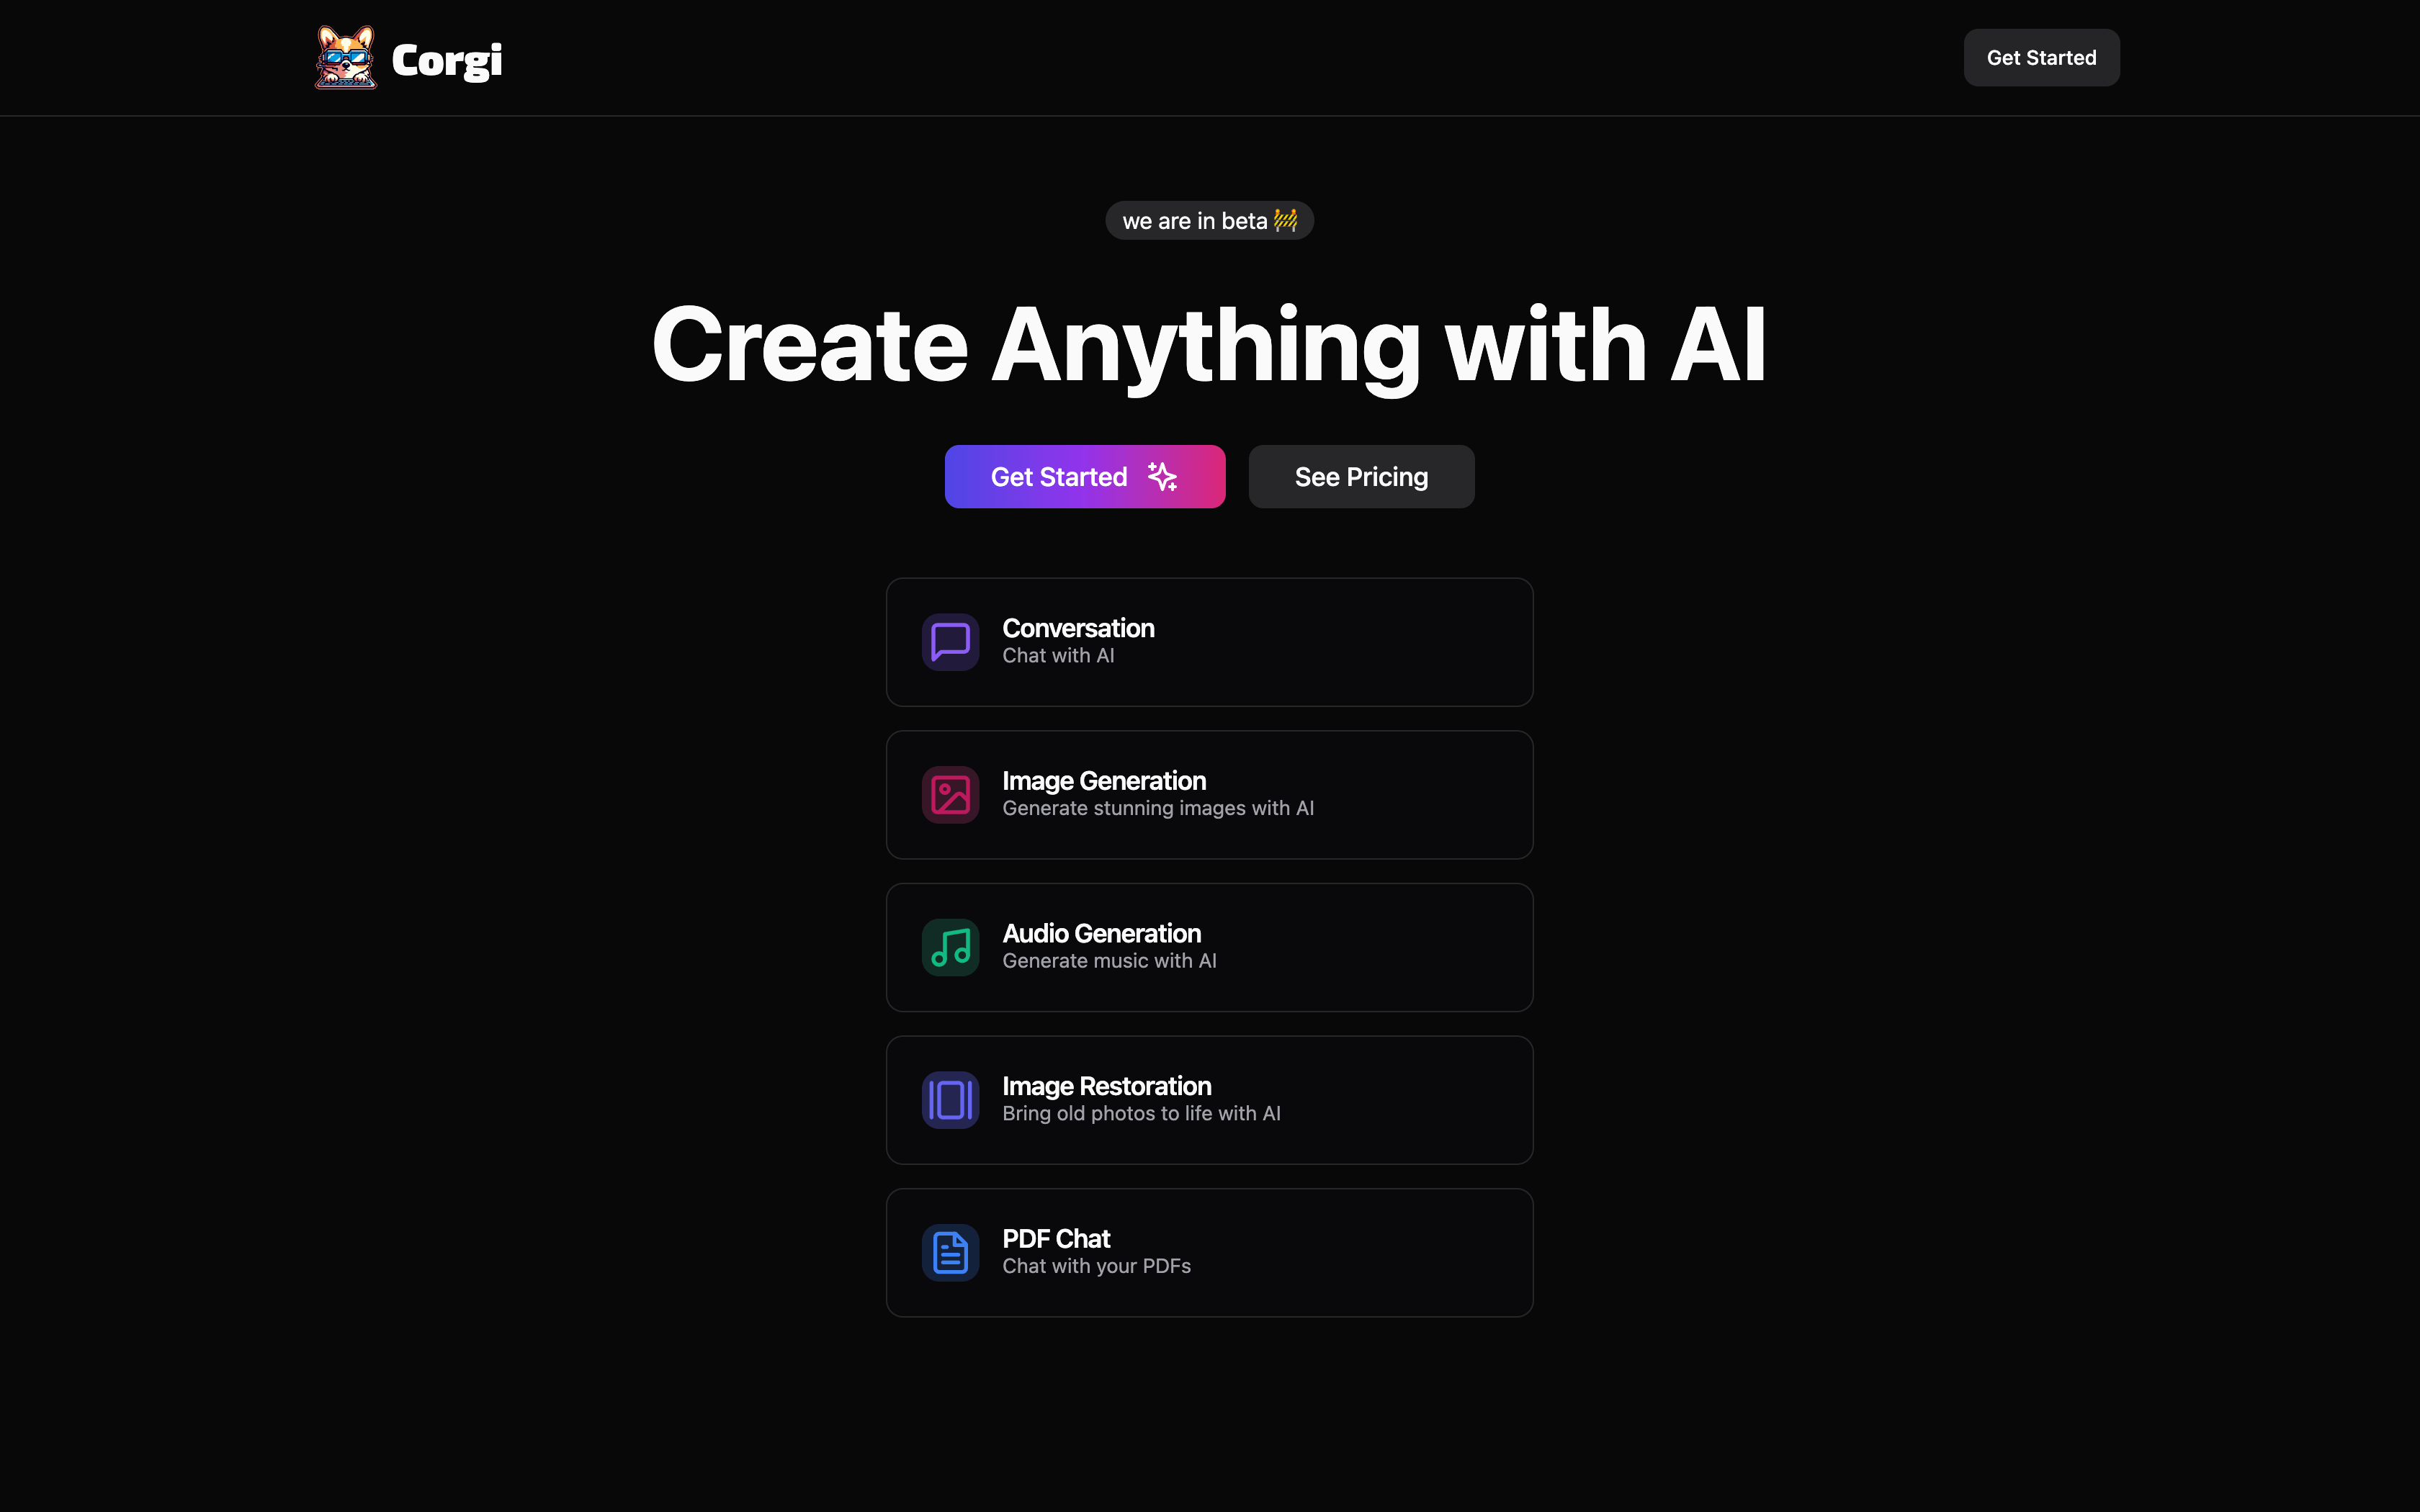 Corgi
Get Started
we are in beta 🚧
Create Anything with AI
Get Started
See Pricing
Conversation
Chat with AI
Image Generation
Generate stunning images with AI
Audio Generation
Generate music with AI
Image Restoration
Bring old photos to life with AI
PDF Chat
Chat with your PDFs